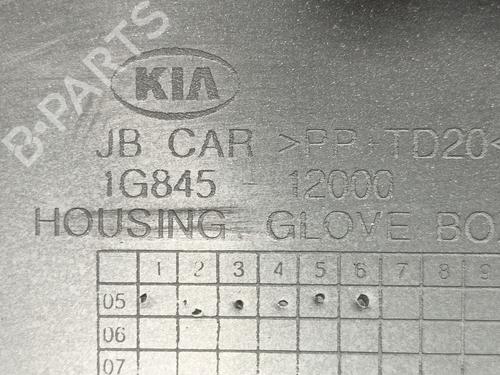 B-PARTS
KIA
JB CAR >PP TD20<
1G845 - 12000
HOUSING GLOVE BO
1 2 3 4 5 6 7 8 9
05
06
07